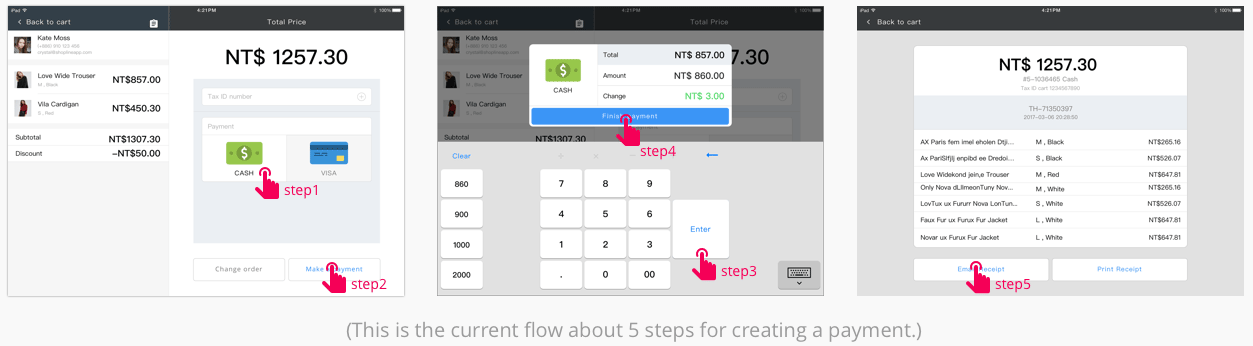 iPad
4:21PM
100%
Back to cart
Total Price
Kate Moss
(+886) 910 123 456
crystal@shoplineapp.com
Love Wide Trouser
M , Black
NT$857.00
Vila Cardigan
S , Red
NT$450.30
Subtotal
NT$1307.30
Discount
-NT$50.00
NT$ 1257.30
Tax ID number
Payment
CASH
VISA
step1
Change order
Make payment
step2
iPad
4:21PM
100%
Back to cart
Total Price
Kate Moss
Love Wide Trouser
M , Black
Vila Cardigan
S , Red
Subtotal
NT$1307.30
7.30
CASH
Total
NT$ 857.00
Amount
NT$ 860.00
Change
NT$ 3.00
Finish Payment
step4
Clear
+
×
←
860
7
8
9
900
4
5
6
Enter
1000
1
2
3
step3
2000
.
0
00
iPad
4:21PM
100%
Back to cart
NT$ 1257.30
#5-1036465 Cash
Tax ID cart 1234567890
TH-71350397
2017-03-08 20:28:50
Ax Paris fem imel eholen Dtji... M , Black NT$265.16
Ax PariSifjlj enpibd ee Dredoi... S , Black NT$526.07
Love Widekond jein,e Trouser M , Red NT$647.81
Only Nova dLlImeonTuny Nov... M , White NT$265.16
LovTux ux Fururr Nova LonTun... S , White NT$526.07
Faux Fur ux Furux Fur Jacket L , White NT$647.81
Novar ux Furux Fur Jacket L , White NT$647.81
Email Receipt
Print Receipt
step5
(This is the current flow about 5 steps for creating a payment.)